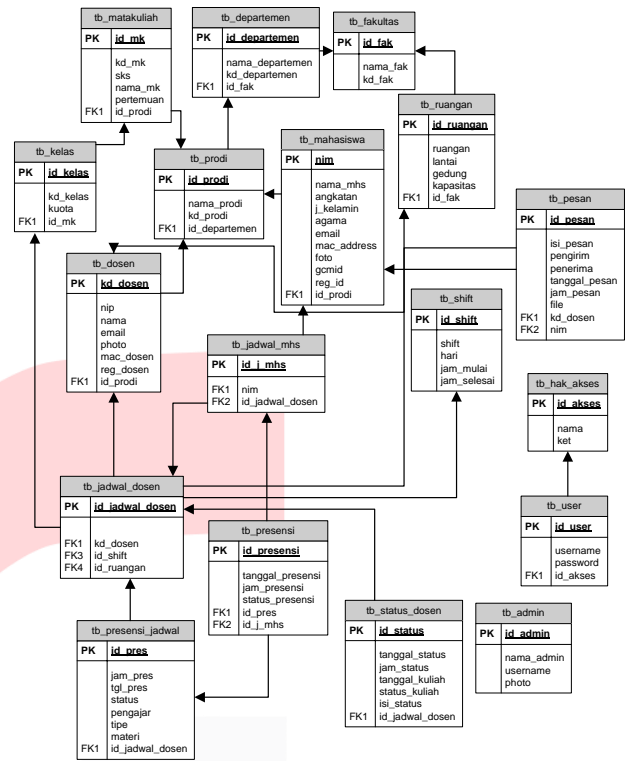 tb_matakuliah
PK id_mk
kd_mk
sks
nama_mk
pertemuan
FK1 id_prodi
tb_departemen
PK id_departemen
nama_departemen
kd_departemen
FK1 id_fak
tb_fakultas
PK id_fak
nama_fak
kd_fak
tb_ruangan
PK id_ruangan
ruangan
lantai
gedung
kapasitas
FK1 id_fak
tb_kelas
PK id_kelas
kd_kelas
kuota
FK1 id_mk
tb_prodi
PK id_prodi
nama_prodi
kd_prodi
FK1 id_departemen
tb_mahasiswa
PK nim
nama_mhs
angkatan
j_kelamin
agama
email
mac_address
foto
gcmid
reg_id
FK1 id_prodi
tb_pesan
PK id_pesan
isi_pesan
pengirim
penerima
tanggal_pesan
jam_pesan
file
FK1 kd_dosen
FK2 nim
tb_dosen
PK kd_dosen
nip
nama
email
photo
mac_dosen
reg_dosen
FK1 id_prodi
tb_shift
PK id_shift
shift
hari
jam_mulai
jam_selesai
tb_jadwal_mhs
PK id_j_mhs
FK1 nim
FK2 id_jadwal_dosen
tb_hak_akses
PK id_akses
nama
ket
tb_jadwal_dosen
PK id_jadwal_dosen
FK1 kd_dosen
FK3 id_shift
FK4 id_ruangan
tb_presensi
PK id_presensi
tanggal_presensi
jam_presensi
status_presensi
FK1 id_pres
FK2 id_j_mhs
tb_user
PK id_user
username
password
FK1 id_akses
tb_status_dosen
PK id_status
tanggal_status
jam_status
tanggal_kuliah
status_kuliah
isi_status
FK1 id_jadwal_dosen
tb_admin
PK id_admin
nama_admin
username
photo
tb_presensi_jadwal
PK id_pres
jam_pres
tgl_pres
status
pengajar
tipe
materi
FK1 id_jadwal_dosen